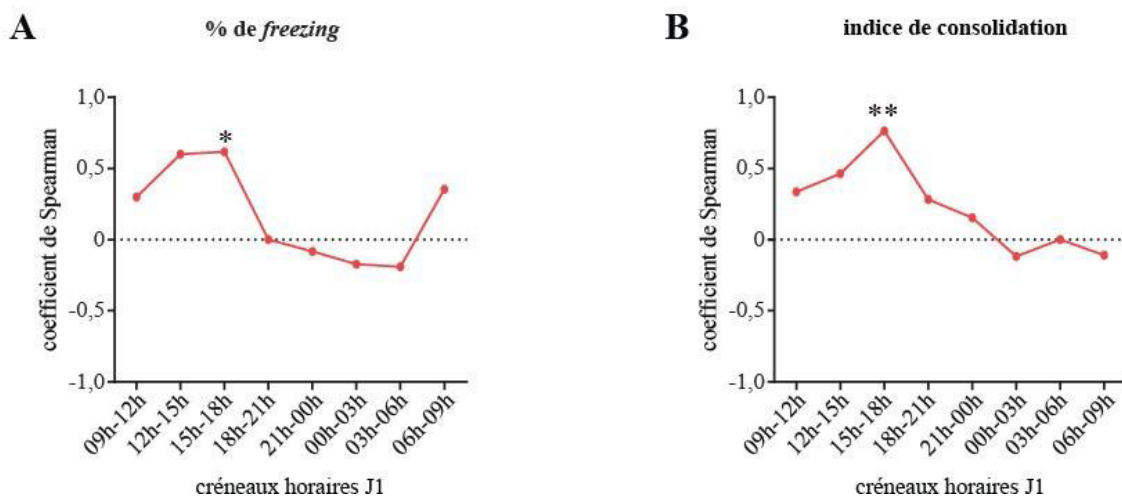 A
% de freezing
coefficient de Spearman
1,0
0,5
0
-0,5
-1,0
*
09h-12h
12h-15h
15h-18h
18h-21h
21h-00h
00h-03h
03h-06h
06h-09h
créneaux horaires J1
B
indice de consolidation
coefficient de Spearman
1,0
0,5
0
-0,5
-1,0
**
09h-12h
12h-15h
15h-18h
18h-21h
21h-00h
00h-03h
03h-06h
06h-09h
créneaux horaires J1